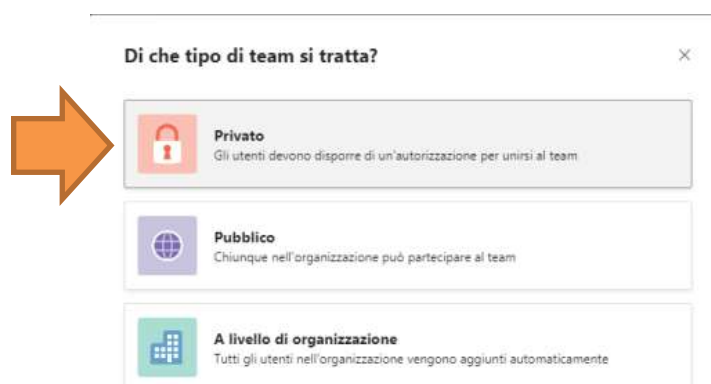 Di che tipo di team si tratta?
Privato
Gli utenti devono disporre di un'autorizzazione per unirsi al team
Pubblico
Chiunque nell'organizzazione può partecipare al team
A livello di organizzazione
Tutti gli utenti nell'organizzazione vengono aggiunti automaticamente